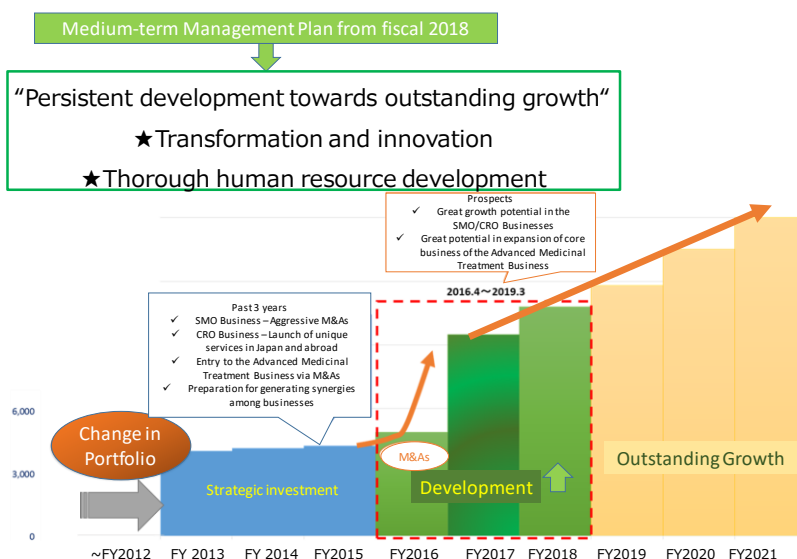 Medium-term Management Plan from fiscal 2018
“Persistent development towards outstanding growth“
★Transformation and innovation
★Thorough human resource development
Prospects
✓ Great growth potential in the
SMO/CRO Businesses
✓ Great potential in expansion of core
business of the Advanced Medicinal
Treatment Business
2016.4～2019.3
Past 3 years
✓ SMO Business – Aggressive M&As
✓ CRO Business – Launch of unique
services in Japan and abroad
✓ Entry to the Advanced Medicinal
Treatment Business via M&As
✓ Preparation for generating synergies
among businesses
6,000
3,000
0
Change in
Portfolio
Strategic investment
M&As
Development
Outstanding Growth
~FY2012
FY 2013
FY 2014
FY2015
FY2016
FY2017
FY2018
FY2019
FY2020
FY2021